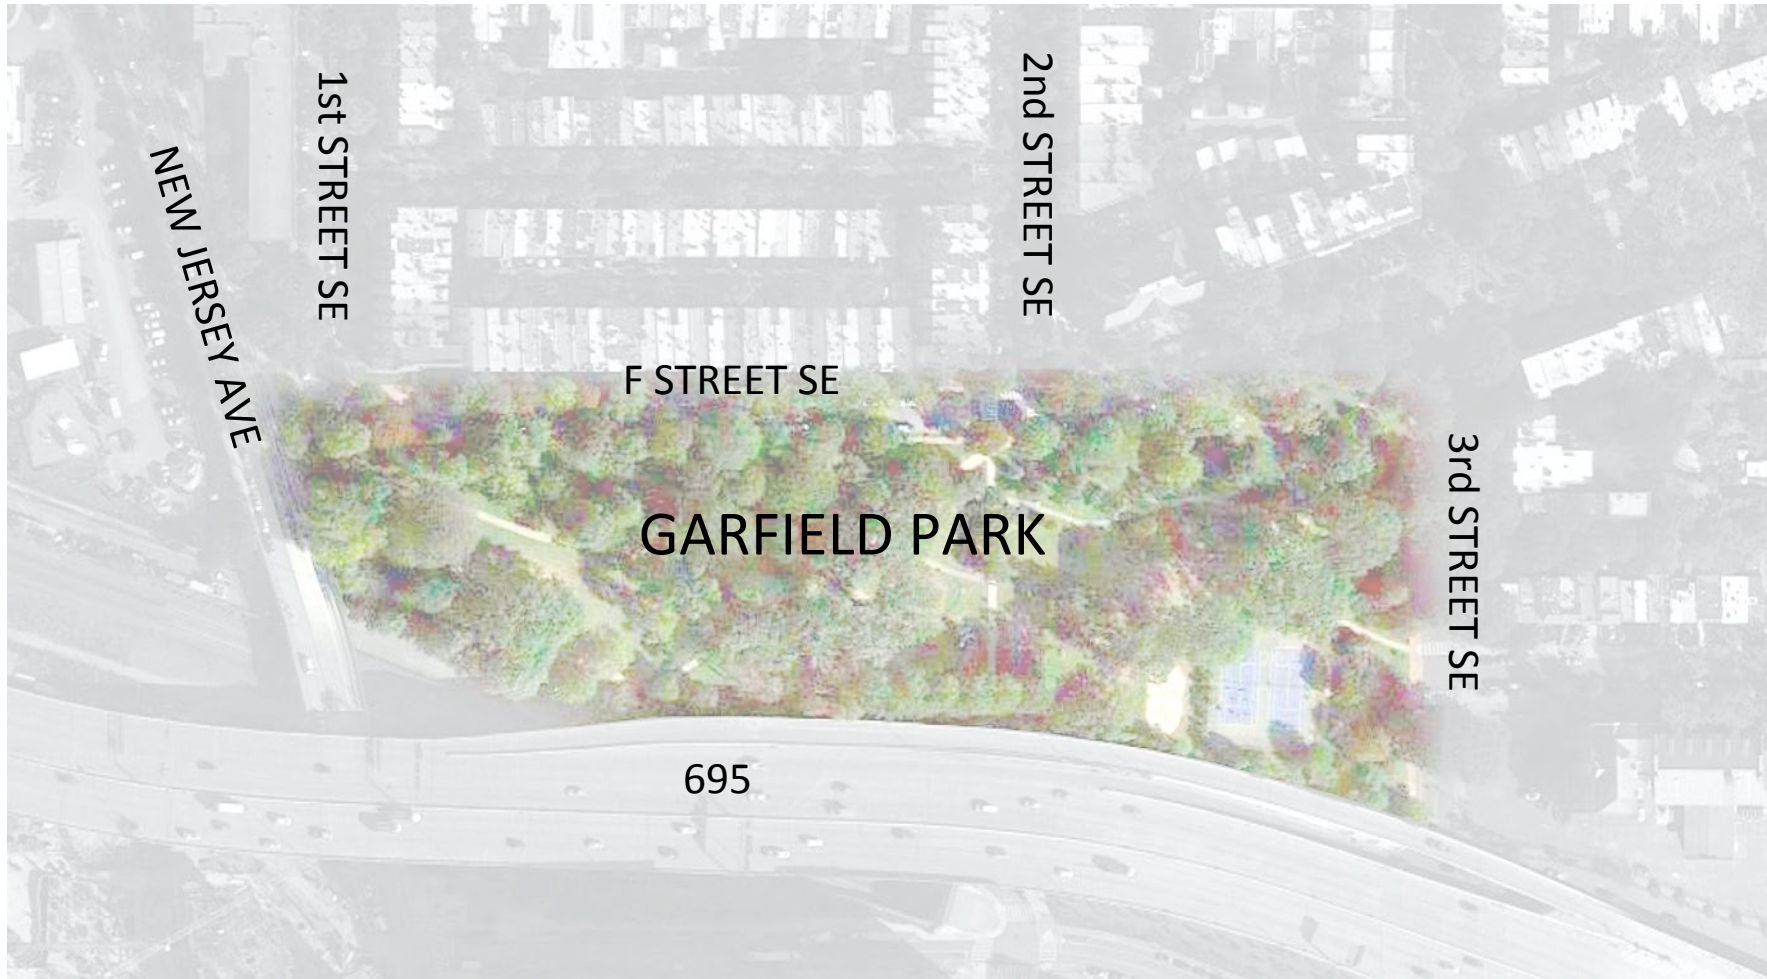 1st STREET SE
2nd STREET SE
NEW JERSEY AVE
F STREET SE
GARFIELD PARK
3rd STREET SE
695